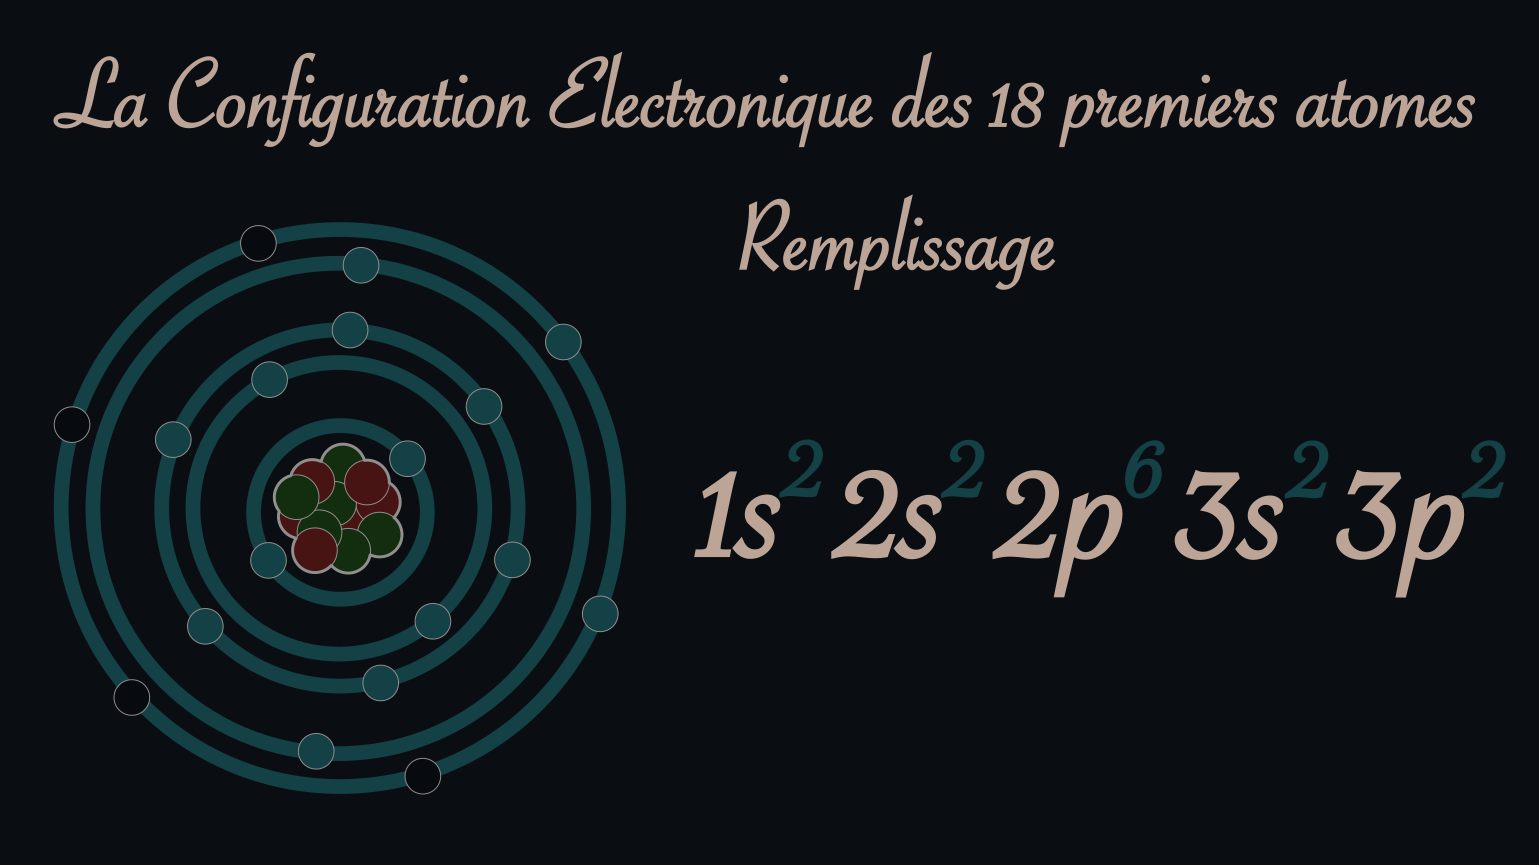 La Configuration Electronique des 18 premiers atomes
Remplissage
1s² 2s² 2p⁶ 3s² 3p²